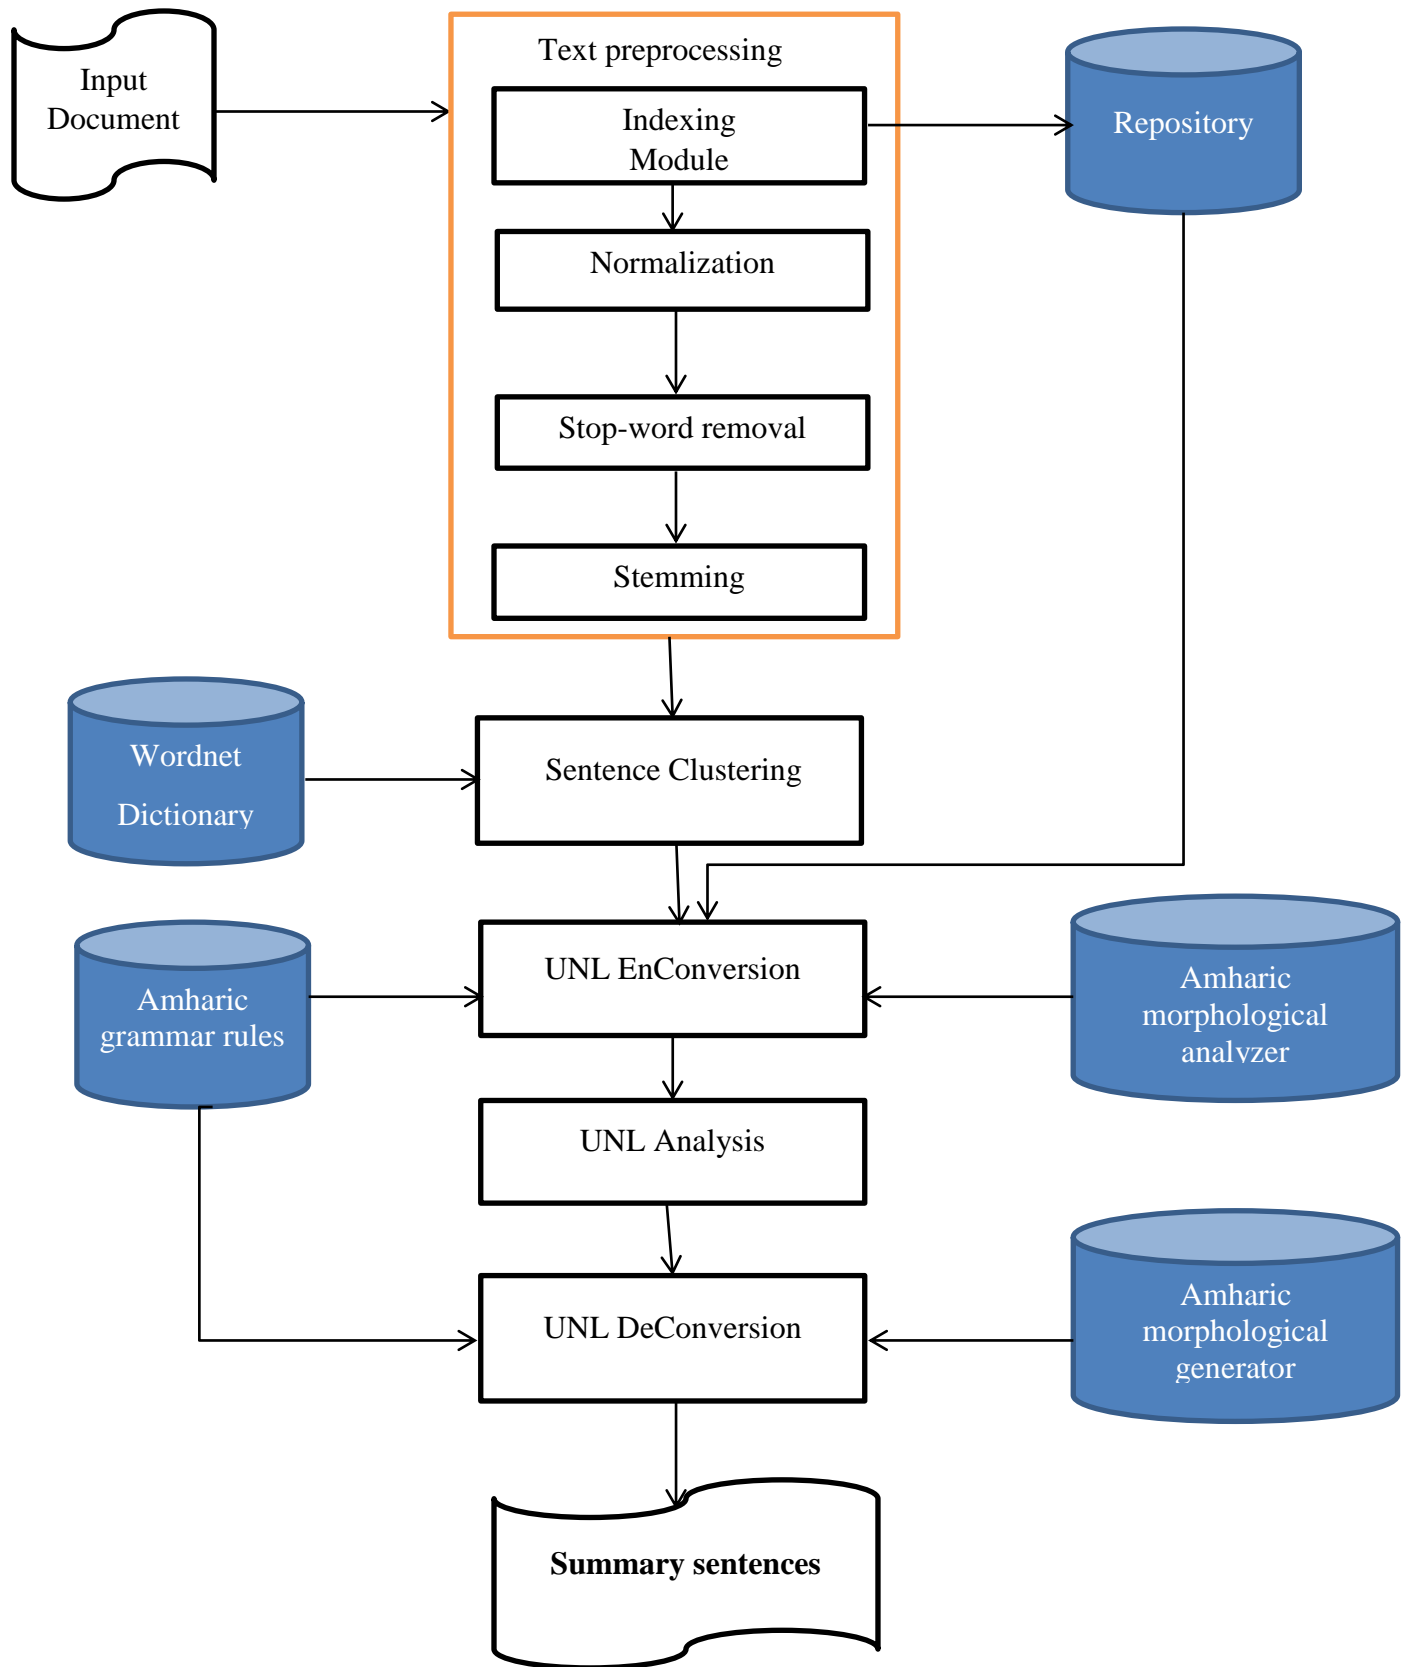 Input
Document
Text preprocessing
Indexing
Module
Repository
Normalization
Stop-word removal
Stemming
Wordnet
Dictionary
Sentence Clustering
Amharic
grammar rules
UNL EnConversion
Amharic
morphological
analyzer
UNL Analysis
UNL DeConversion
Amharic
morphological
generator
Summary sentences